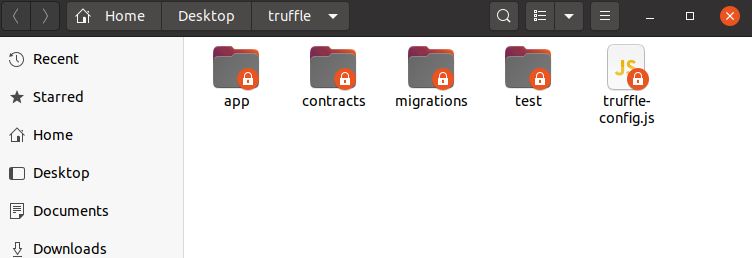 Home Desktop truffle
Recent
Starred
Home
Desktop
Documents
Downloads
app contracts migrations test JS truffle-
config.js